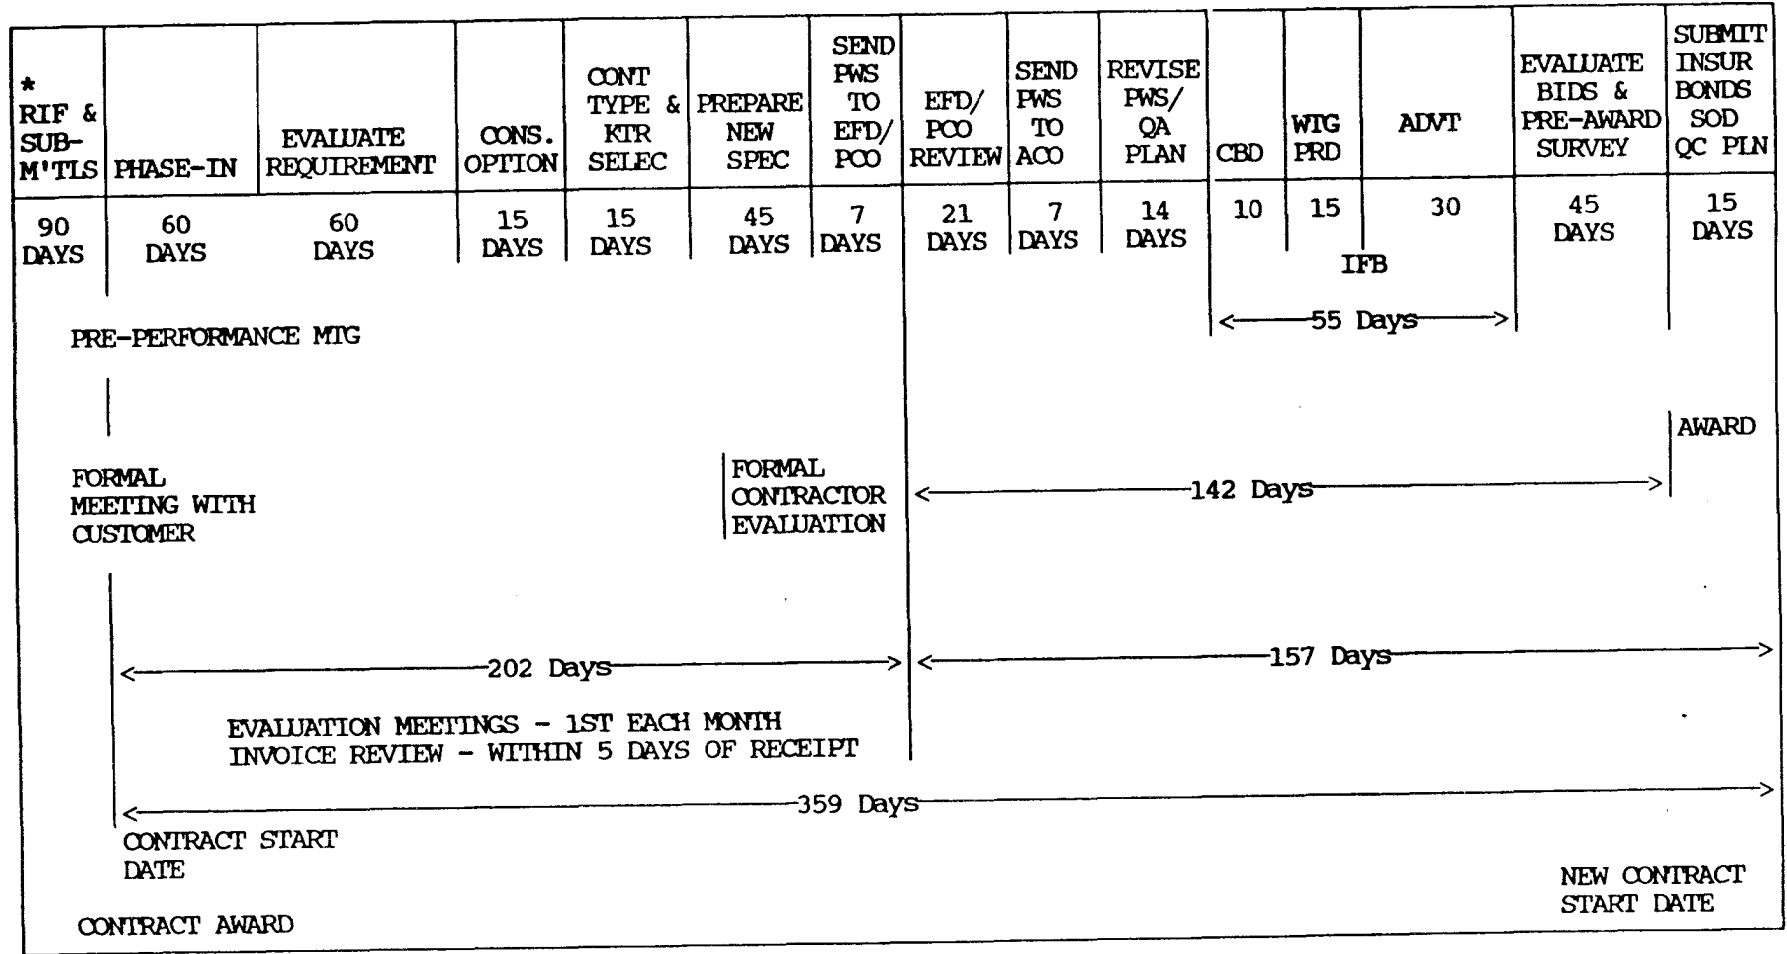 *
RIF &
SUB-
M'TLS
PHASE-IN
EVALUATE
REQUIREMENT
CONS.
OPTION
CONT
TYPE &
KTR
SELEC
PREPARE
NEW
SPEC
SEND
PWS
TO
EFD/
PCO
EFD/
PCO
REVIEW
SEND
PWS
TO
ACO
REVISE
PWS/
QA
PLAN
CBD
WTG
PRD
ADVT
EVALUATE
BIDS &
PRE-AWARD
SURVEY
SUBMIT
INSUR
BONDS
SOD
QC PLN
90
DAYS
60
DAYS
60
DAYS
15
DAYS
15
DAYS
45
DAYS
7
DAYS
21
DAYS
7
DAYS
14
DAYS
10
15
30
45
DAYS
15
DAYS
IFB
55 Days
PRE-PERFORMANCE MTG
AWARD
FORMAL
MEETING WITH
CUSTOMER
FORMAL
CONTRACTOR
EVALUATION
142 Days
202 Days
157 Days
EVALUATION MEETINGS - 1ST EACH MONTH
INVOICE REVIEW - WITHIN 5 DAYS OF RECEIPT
359 Days
CONTRACT START
DATE
NEW CONTRACT
START DATE
CONTRACT AWARD